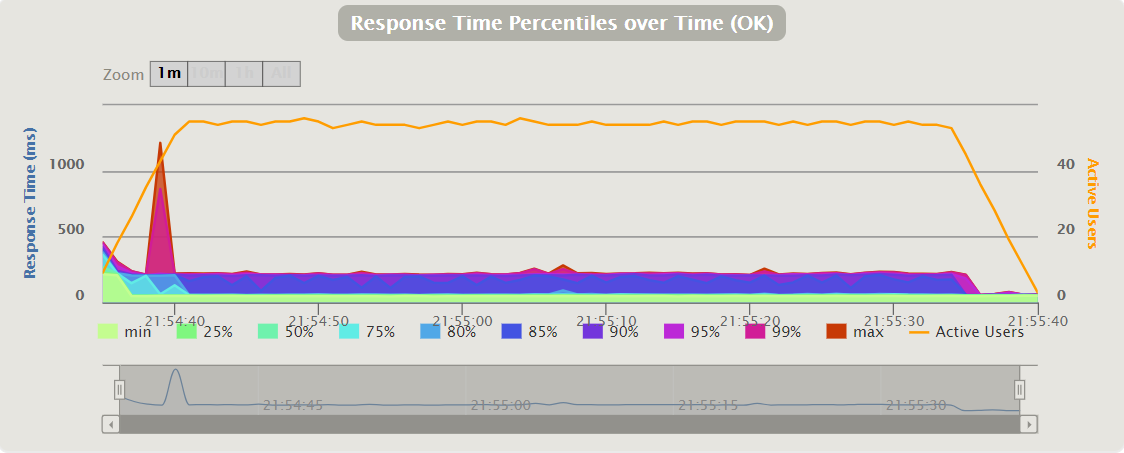 Response Time Percentiles over Time (OK)
Zoom 1m 10m 1h All
Response Time (ms)
1000
500
0
40
20
0
Active Users
21:54:40 21:54:50 21:55:00 21:55:10 21:55:20 21:55:30 21:55:40
min 25% 50% 75% 80% 85% 90% 95% 99% max Active Users
21:54:45 21:55:00 21:55:15 21:55:30